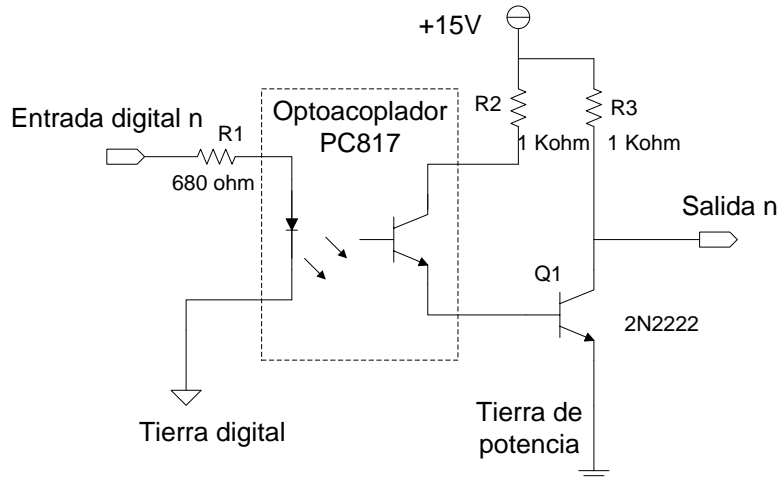 +15V
Optoacoplador
PC817
R2
R3
Entrada digital n
R1
1 Kohm
1 Kohm
680 ohm
Salida n
Q1
2N2222
Tierra digital
Tierra de
potencia